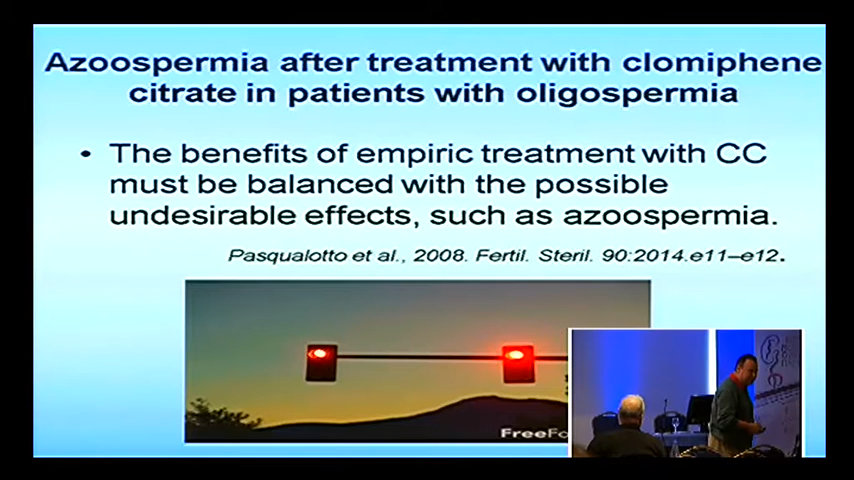 Azoospermia after treatment with clomiphene
citrate in patients with oligospermia
• The benefits of empiric treatment with CC
must be balanced with the possible
undesirable effects, such as azoospermia.
Pasqualotto et al., 2008. Fertil. Steril. 90:2014.e11–e12.